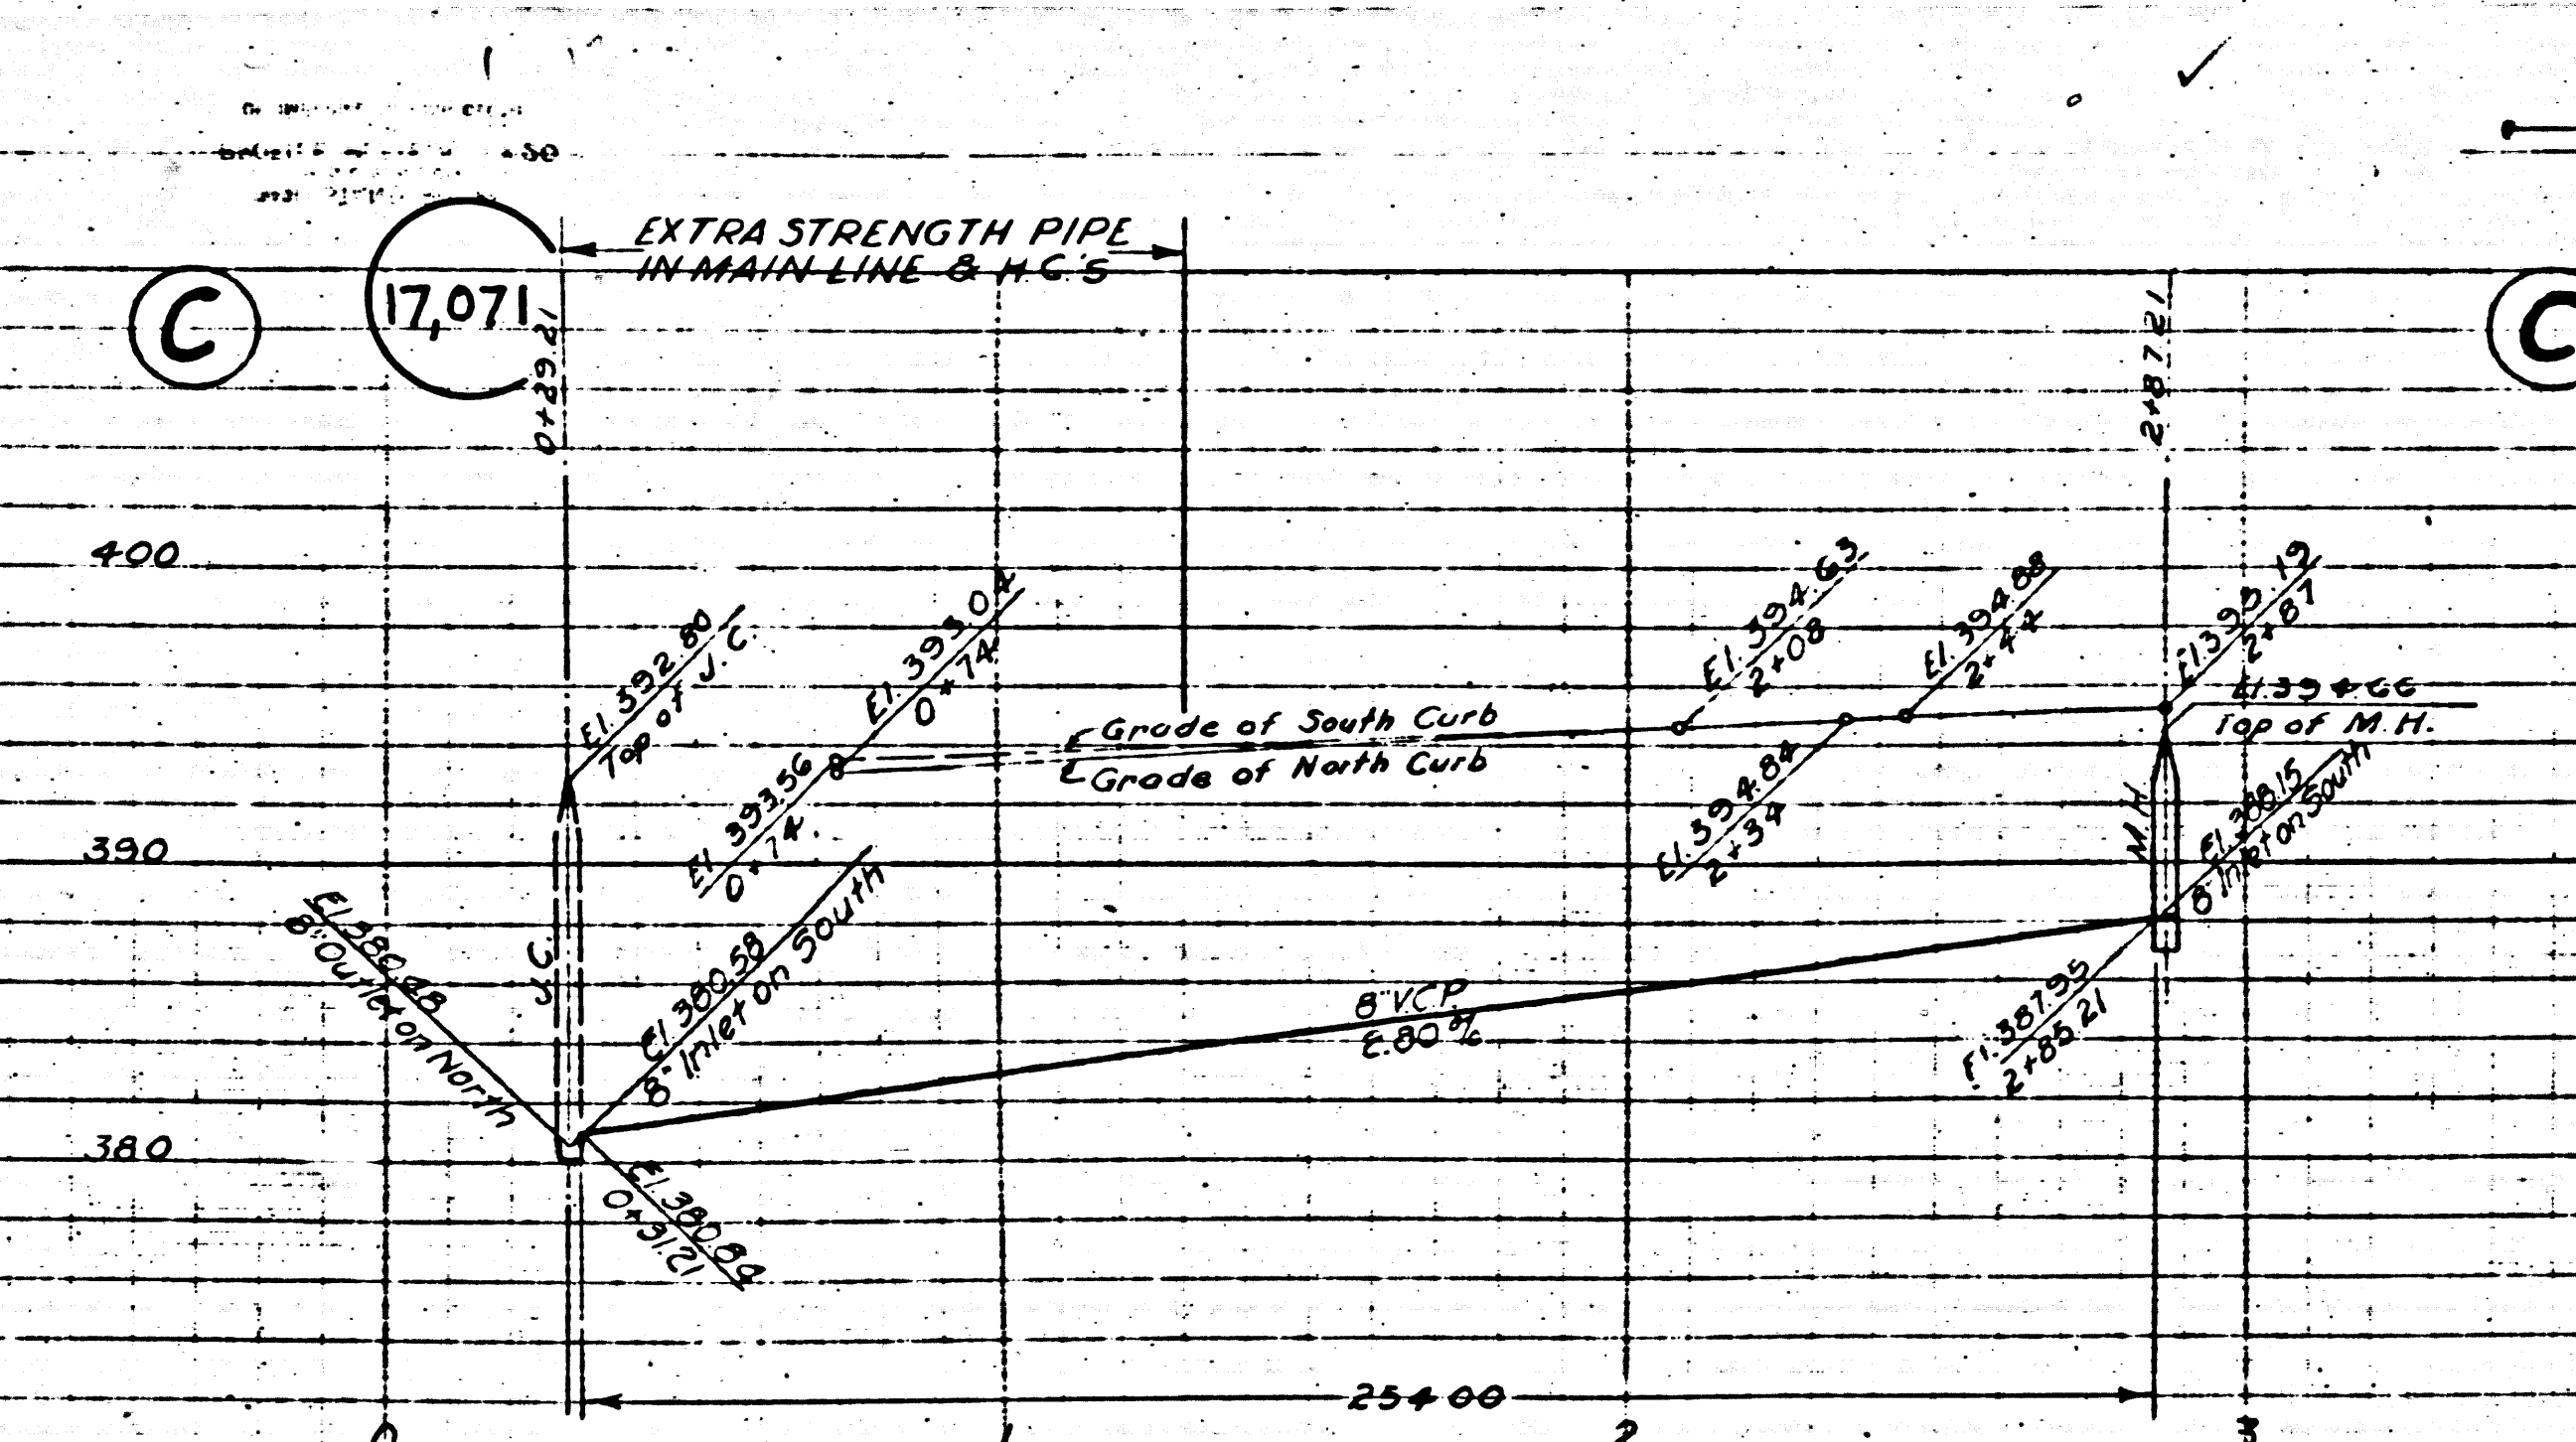 EXTRA STRENGTH PIPE
IN MAIN LINE & H.C.'S
C
17,071
0+29.21
2+87.21
C
400
El. 392.80
Top of J.C.
El. 393.04
0+74
El. 394.63
2+08
El. 394.88
2+44
El. 395.19
2+87
El. 394.66
Top of M.H.
Grade of South Curb
Grade of North Curb
El. 393.56
0+74
El. 394.84
2+34
M.H.
El. 388.15
8" Inlet on South
390
El. 380.48
8" Outlet on North
J.C.
El. 380.58
8" Inlet on South
8" V.C.P.
El. 387.95
2+85.21
380
0+31.21
254.00
0
1
2
3